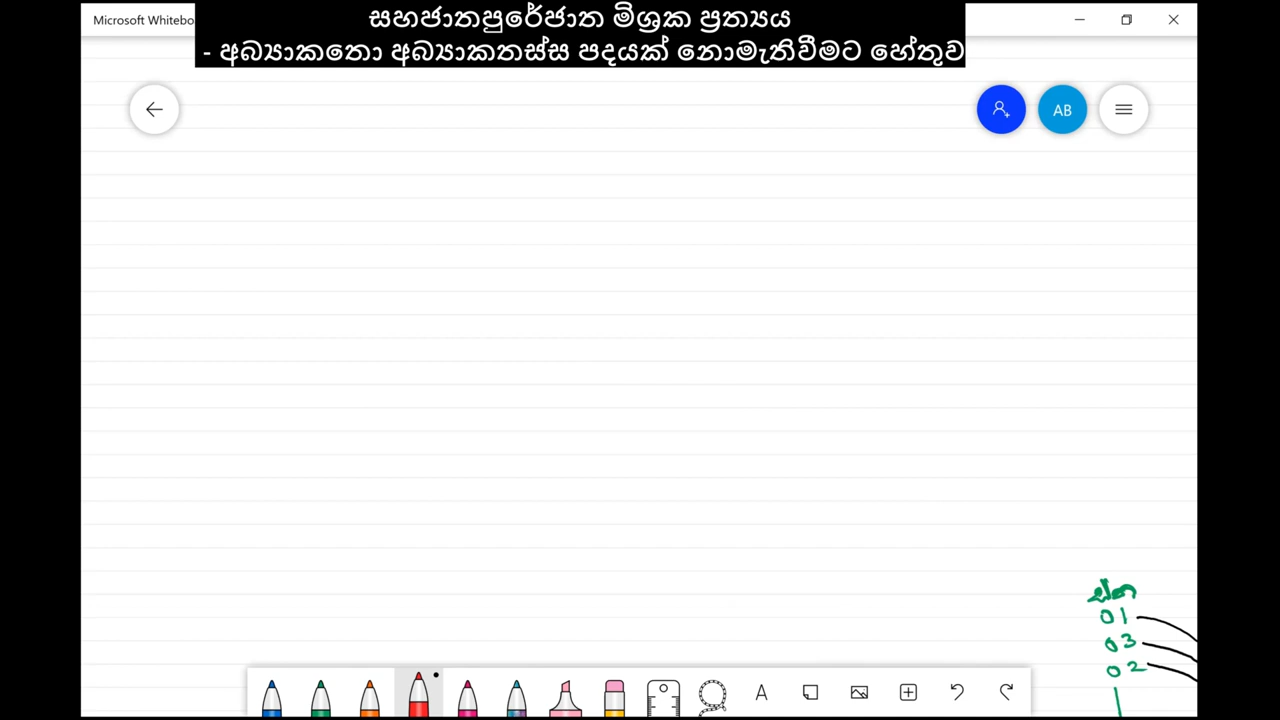 සහජාතපුරේජාත මිශ්‍රක ප්‍රත්‍යය
- අබ්‍යාකතො අබ්‍යාකතස්ස පදයක් නොමැතිවීමට හේතුව
Microsoft Whitebo
AB
01
03
02
A